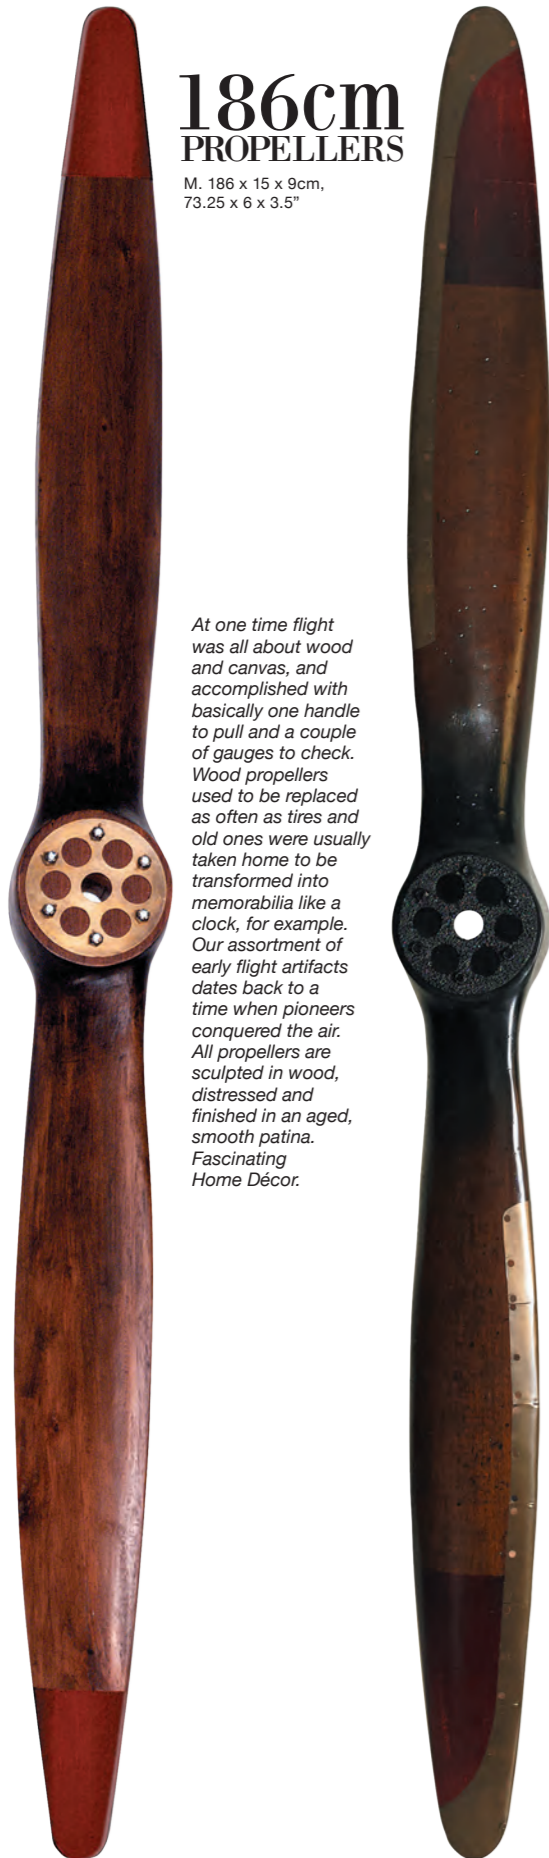 186cm
PROPELLERS
M. 186 x 15 x 9cm,
73.25 x 6 x 3.5”
At one time flight
was all about wood
and canvas, and
accomplished with
basically one handle
to pull and a couple
of gauges to check.
Wood propellers
used to be replaced
as often as tires and
old ones were usually
taken home to be
transformed into
memorabilia like a
clock, for example.
Our assortment of
early flight artifacts
dates back to a
time when pioneers
conquered the air.
All propellers are
sculpted in wood,
distressed and
finished in an aged,
smooth patina.
Fascinating
Home Décor.